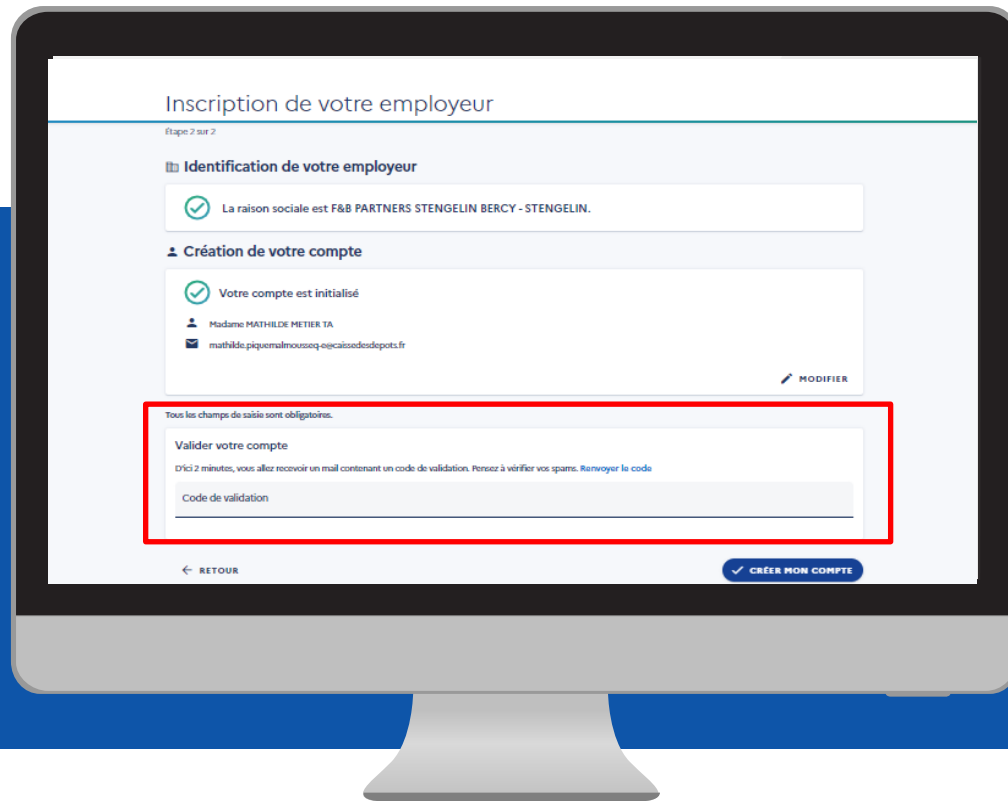 Inscription de votre employeur
Étape 2 sur 2
Identification de votre employeur
La raison sociale est F&B PARTNERS STENGELIN BERCY - STENGELIN.
Création de votre compte
Votre compte est initialisé
Madame MATHILDE METIER TA
mathilde.piquemalmousseq-e@caissedesdepots.fr
MODIFIER
Tous les champs de saisie sont obligatoires.
Valider votre compte
D'ici 2 minutes, vous allez recevoir un mail contenant un code de validation. Pensez à vérifier vos spams. Renvoyer le code
Code de validation
RETOUR
CRÉER MON COMPTE